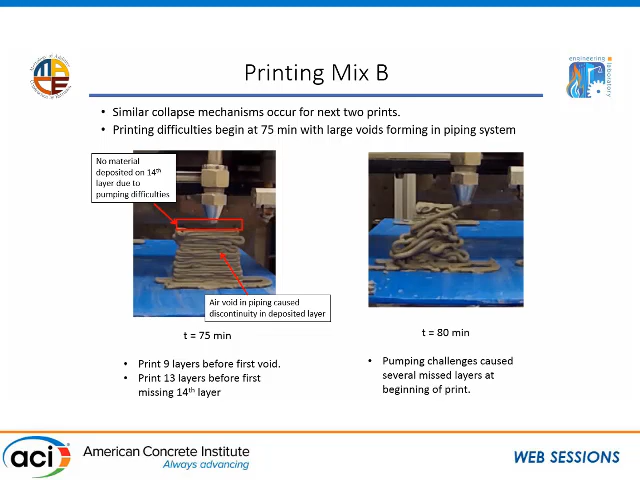 engineering
laboratory
Printing Mix B
• Similar collapse mechanisms occur for next two prints.
• Printing difficulties begin at 75 min with large voids forming in piping system
No material
deposited on 14th
layer due to
pumping difficulties
Air void in piping caused
discontinuity in deposited layer
t = 75 min
• Print 9 layers before first void.
• Print 13 layers before first
missing 14th layer
t = 80 min
• Pumping challenges caused
several missed layers at
beginning of print.
aci
American Concrete Institute
Always advancing
WEB SESSIONS